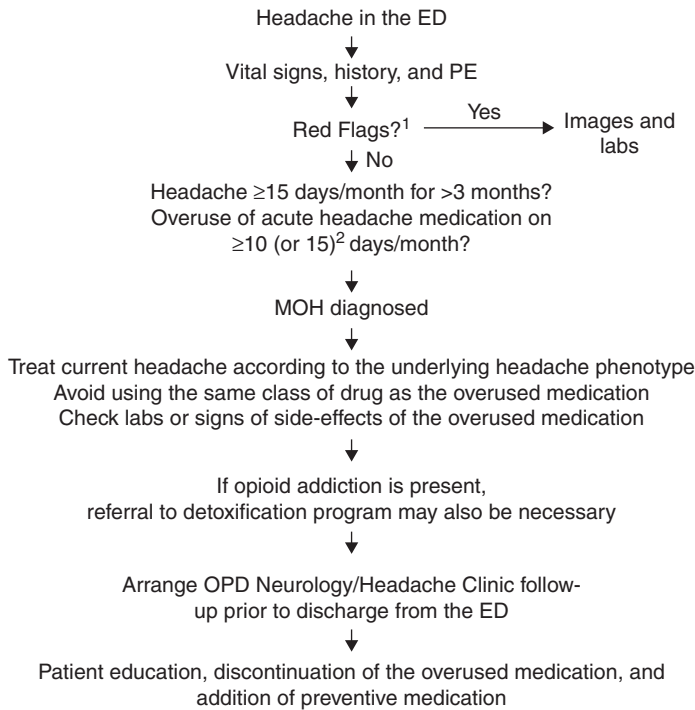 Headache in the ED
Vital signs, history, and PE
Red Flags?¹
Yes
Images and
labs
No
Headache ≥15 days/month for >3 months?
Overuse of acute headache medication on
≥10 (or 15)² days/month?
MOH diagnosed
Treat current headache according to the underlying headache phenotype
Avoid using the same class of drug as the overused medication
Check labs or signs of side-effects of the overused medication
If opioid addiction is present,
referral to detoxification program may also be necessary
Arrange OPD Neurology/Headache Clinic follow-
up prior to discharge from the ED
Patient education, discontinuation of the overused medication, and
addition of preventive medication